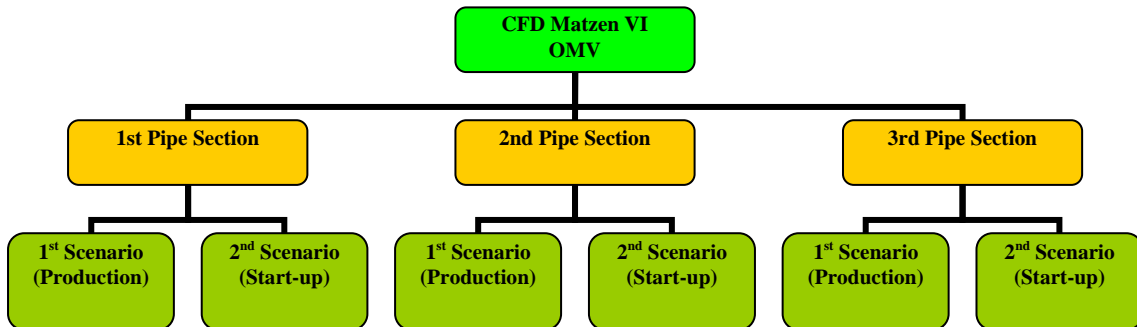 CFD Matzen VI
OMV
1st Pipe Section
2nd Pipe Section
3rd Pipe Section
1st Scenario
(Production)
2nd Scenario
(Start-up)
1st Scenario
(Production)
2nd Scenario
(Start-up)
1st Scenario
(Production)
2nd Scenario
(Start-up)